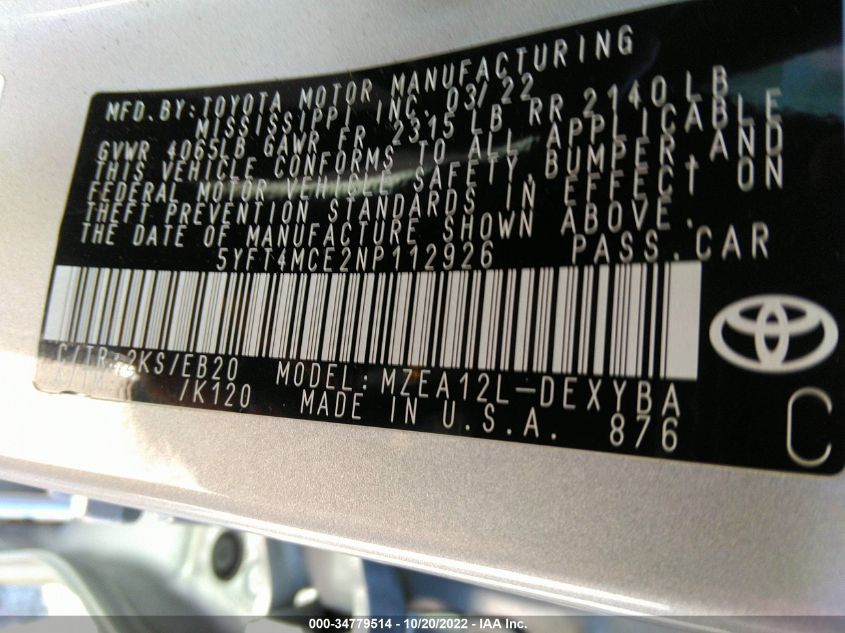 MFD.BY:TOYOTA MOTOR MANUFACTURING
MISSISSIPPI INC. 03/22
GVWR 4065LB GAWR FR 2315 LB RR 2140LB
THIS VEHICLE CONFORMS TO ALL APPLICABLE
FEDERAL MOTOR VEHICLE SAFETY, BUMPER, AND
THEFT PREVENTION STANDARDS IN EFFECT ON
THE DATE OF MANUFACTURE SHOWN ABOVE.
5YFT4MCE2NP112926 PASS.CAR
C/TR:2KS/EB20 MODEL:MZEA12L-DEXYBA
/K120 MADE IN U.S.A. 876
C
000-34779514 - 10/20/2022 - IAA Inc.